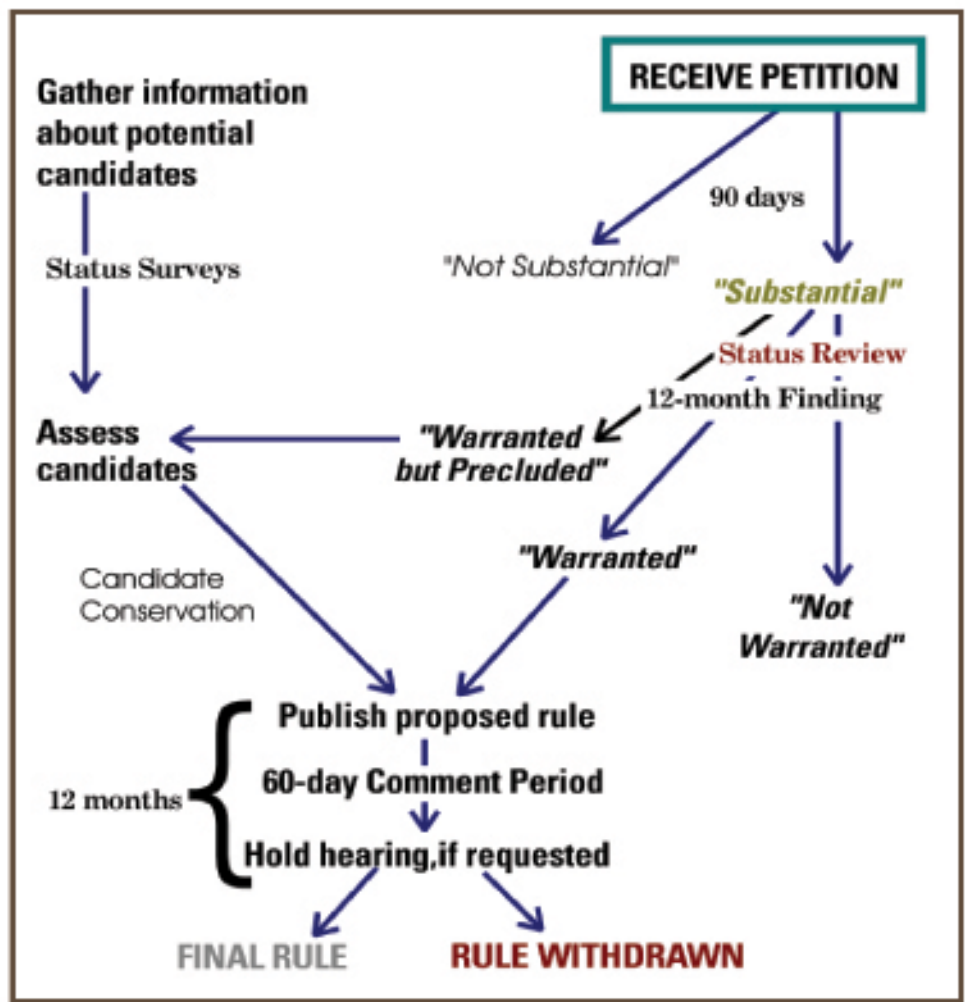 RECEIVE PETITION
Gather information
about potential
candidates
90 days
Status Surveys
"Not Substantial"
"Substantial"
Status Review
12-month Finding
Assess
candidates
"Warranted
but Precluded"
"Warranted"
Candidate
Conservation
"Not
Warranted"
Publish proposed rule
60-day Comment Period
12 months
Hold hearing,if requested
FINAL RULE
RULE WITHDRAWN